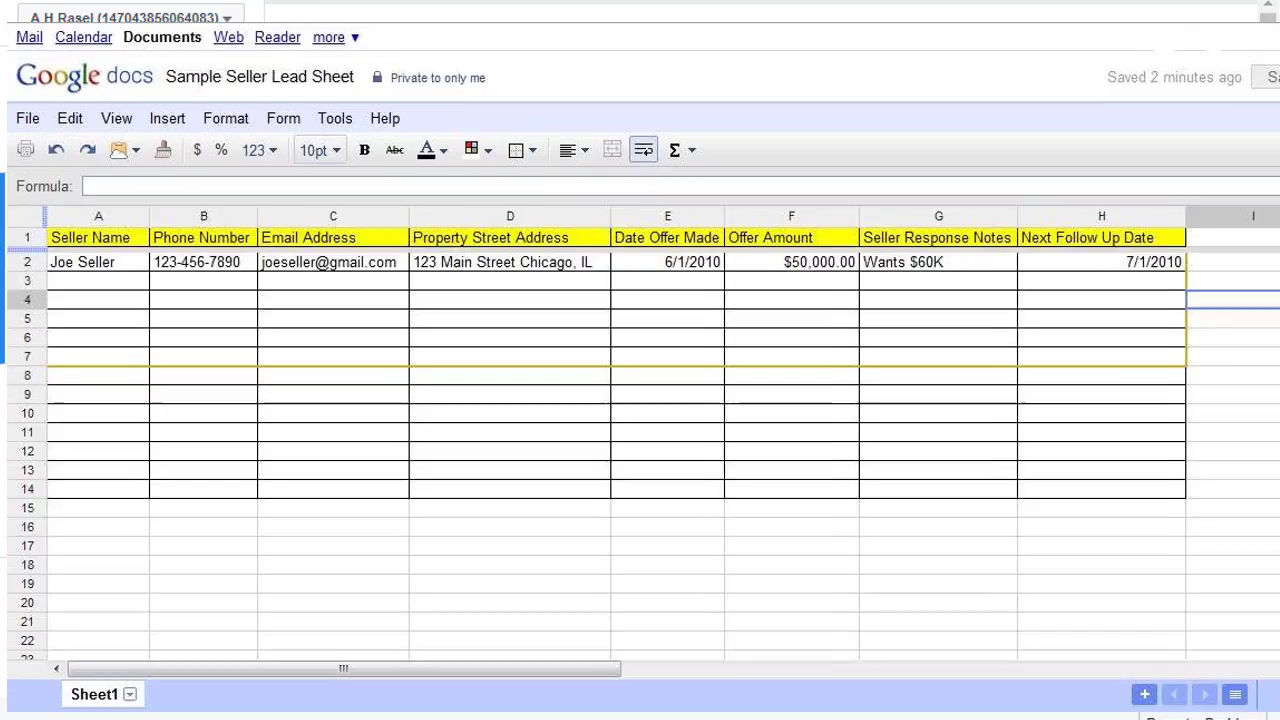 A H Rasel (147043856064083)
Mail Calendar Documents Web Reader more ▼
Google docs Sample Seller Lead Sheet Private to only me Saved 2 minutes ago
File Edit View Insert Format Form Tools Help
$ % 123 10pt B Abc A Σ
Formula:
A B C D E F G H I
1 Seller Name Phone Number Email Address Property Street Address Date Offer Made Offer Amount Seller Response Notes Next Follow Up Date
2 Joe Seller 123-456-7890 joeseller@gmail.com 123 Main Street Chicago, IL 6/1/2010 $50,000.00 Wants $60K 7/1/2010
3
4
5
6
7
8
9
10
11
12
13
14
15
16
17
18
19
20
21
22
23
Sheet1